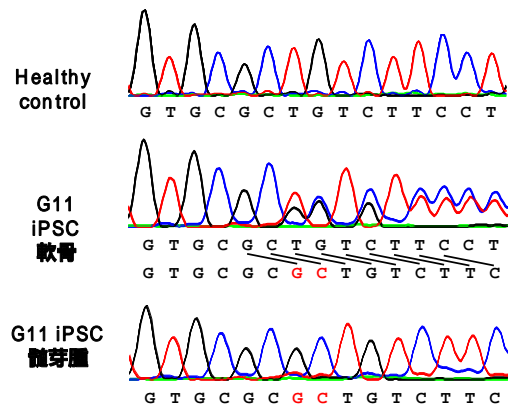 Healthy
control
G T G C G C T G T C T T C C T
G11
iPSC
軟骨
G T G C G C T G T C T T C C T
G T G C G C G C T G T C T T C
G11 iPSC
髄芽腫
G T G C G C G C T G T C T T C